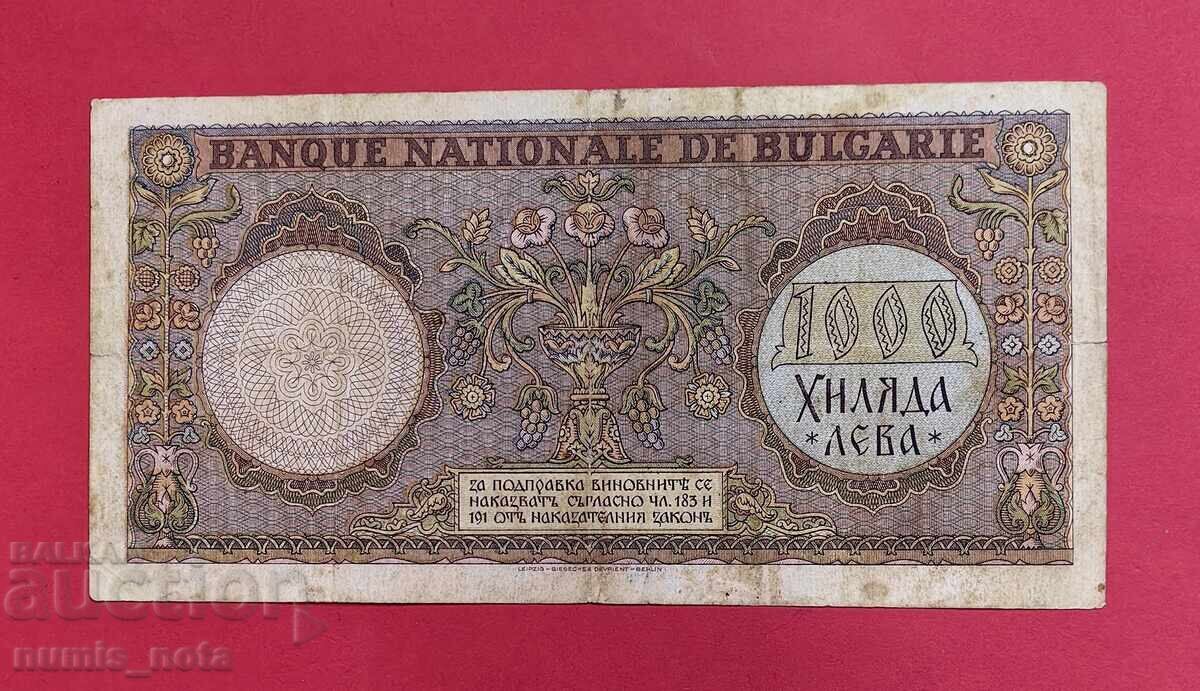 BANQUE NATIONALE DE BULGARIE
1000
ХИЛЯДА
* ЛЕВА *
ЗА ПОДПРАВКА ВИНОВНИТѢ СЕ
НАКАЗВАТЪ СЪГЛАСНО ЧЛ. 183 И
191 ОТЪ НАКАЗАТЕЛНИЯ ЗАКОНЪ
LEIPZIG – GIESECKE & DEVRIENT – BERLIN
BALKAN
auction
numis_nota